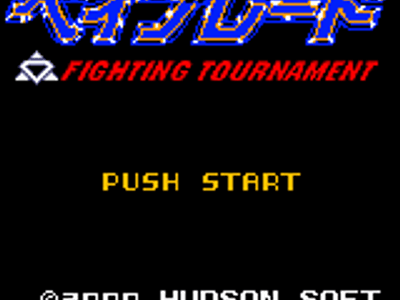 ベイブレード
FIGHTING TOURNAMENT
PUSH START
©2000 HUDSON SOFT